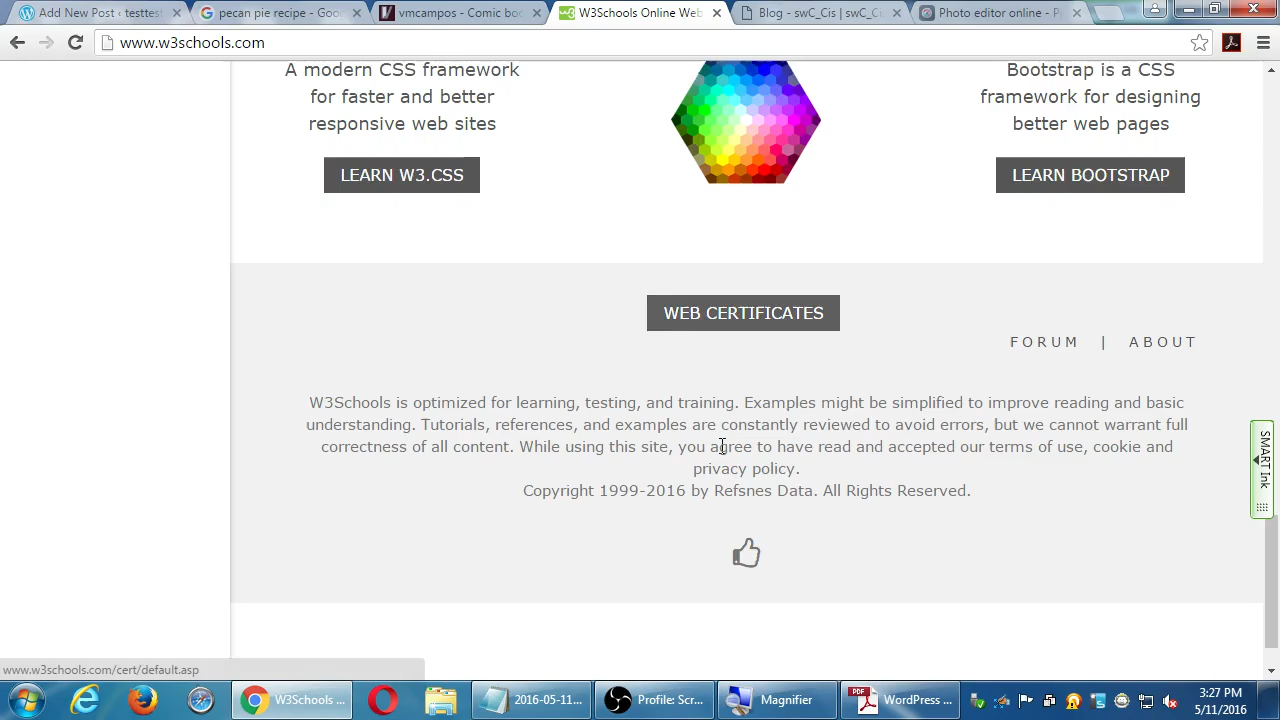 Add New Post ‹ testtest
pecan pie recipe - Goo
vmcampos - Comic boo
W3Schools Online Web
Blog - swC_Cis | swC_Cis
Photo editor online - P
www.w3schools.com
A modern CSS framework
for faster and better
responsive web sites
LEARN W3.CSS
Bootstrap is a CSS
framework for designing
better web pages
LEARN BOOTSTRAP
WEB CERTIFICATES
FORUM | ABOUT
W3Schools is optimized for learning, testing, and training. Examples might be simplified to improve reading and basic
understanding. Tutorials, references, and examples are constantly reviewed to avoid errors, but we cannot warrant full
correctness of all content. While using this site, you agree to have read and accepted our terms of use, cookie and
privacy policy.
Copyright 1999-2016 by Refsnes Data. All Rights Reserved.
SMART Ink
www.w3schools.com/cert/default.asp
W3Schools ...
2016-05-11...
Profile: Scr...
Magnifier
PDF
WordPress ...
3:27 PM
5/11/2016